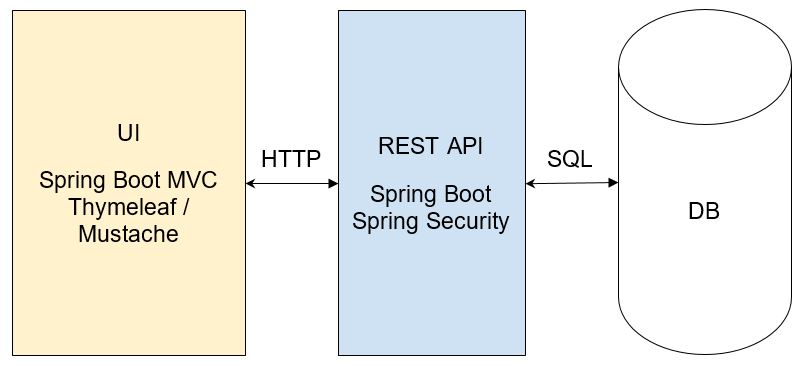 UI
Spring Boot MVC
Thymeleaf /
Mustache
HTTP
REST API
Spring Boot
Spring Security
SQL
DB